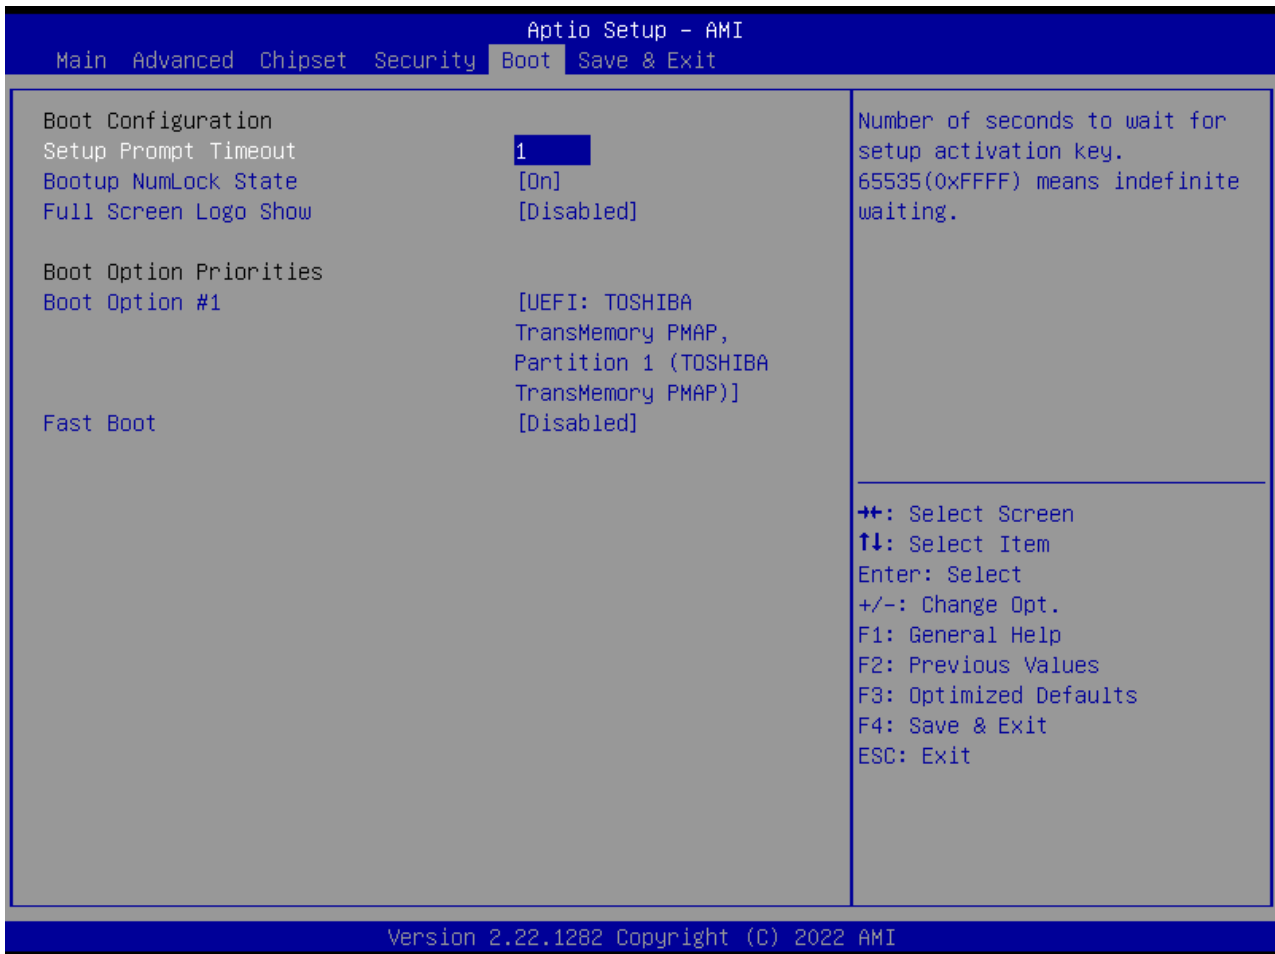 Aptio Setup – AMI
Main Advanced Chipset Security Boot Save & Exit
Boot Configuration
Setup Prompt Timeout 1
Bootup NumLock State [On]
Full Screen Logo Show [Disabled]
Boot Option Priorities
Boot Option #1 [UEFI: TOSHIBA
TransMemory PMAP,
Partition 1 (TOSHIBA
TransMemory PMAP)]
Fast Boot [Disabled]
Number of seconds to wait for
setup activation key.
65535(0xFFFF) means indefinite
waiting.
→←: Select Screen
↑↓: Select Item
Enter: Select
+/-: Change Opt.
F1: General Help
F2: Previous Values
F3: Optimized Defaults
F4: Save & Exit
ESC: Exit
Version 2.22.1282 Copyright (C) 2022 AMI